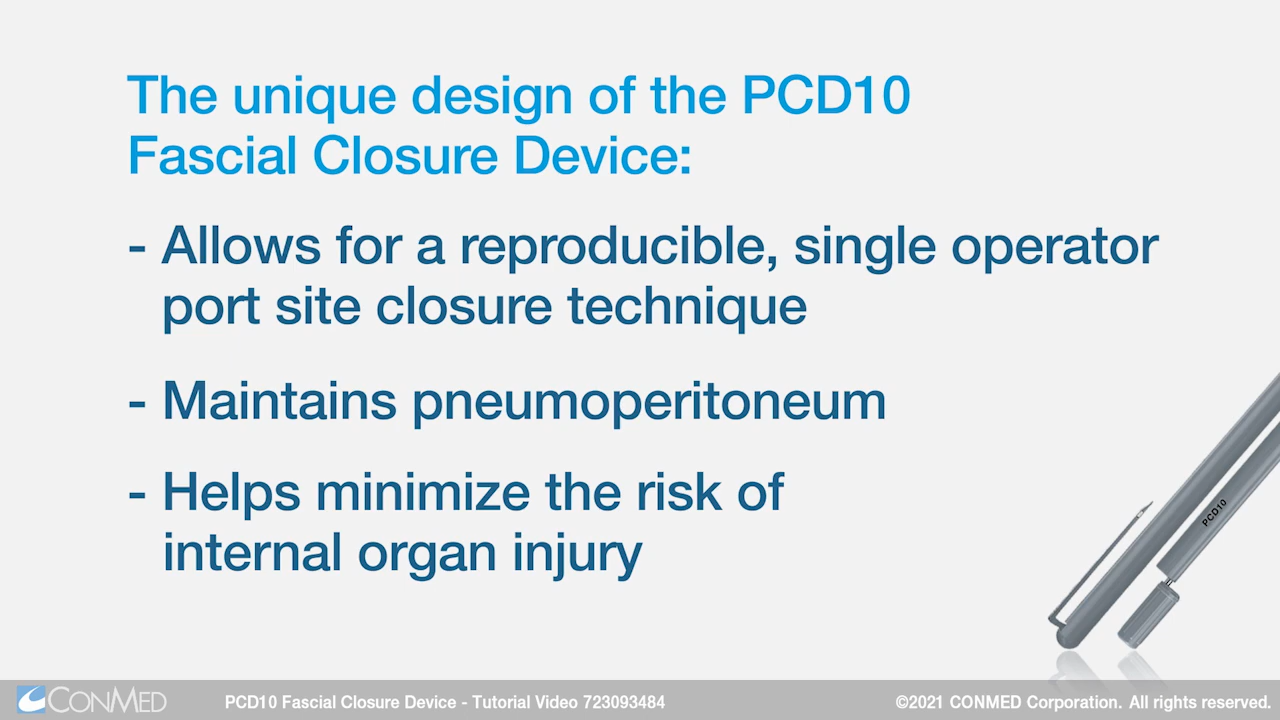 The unique design of the PCD10
Fascial Closure Device:
- Allows for a reproducible, single operator
port site closure technique
- Maintains pneumoperitoneum
- Helps minimize the risk of
internal organ injury
PCD10
CONMED
PCD10 Fascial Closure Device - Tutorial Video 723093484
©2021 CONMED Corporation. All rights reserved.